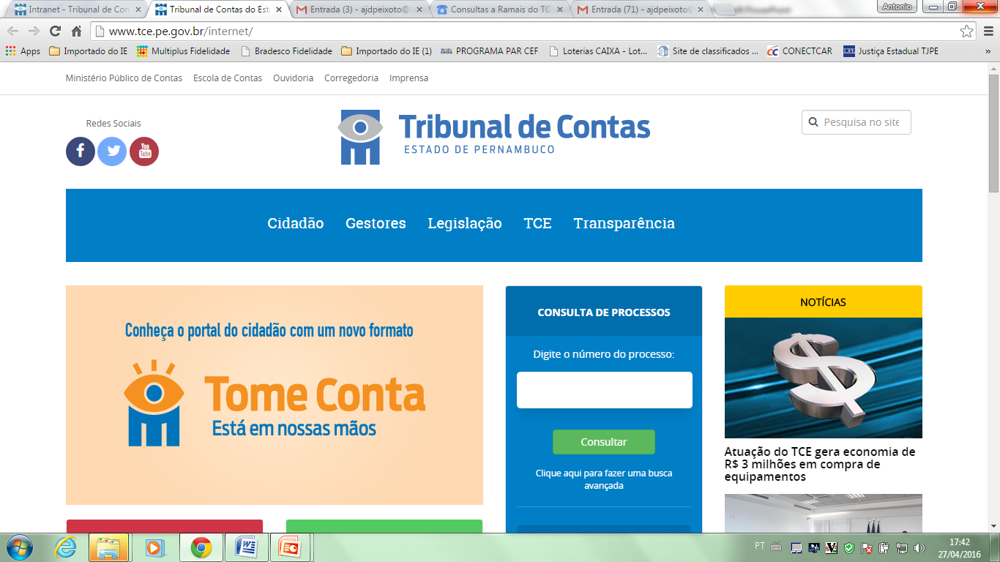 Intranet - Tribunal de Con
Tribunal de Contas do Est
Entrada (3) - ajdpeixoto@
Consultas a Ramais do TC
Entrada (71) - ajdpeixoto
Antonio
www.tce.pe.gov.br/internet/
Apps
Importado do IE
Multiplus Fidelidade
Bradesco Fidelidade
Importado do IE (1)
PROGRAMA PAR CEF
Loterias CAIXA - Lot...
Site de classificados ...
CONECTCAR
Justiça Estadual TJPE
»
Ministério Público de Contas
Escola de Contas
Ouvidoria
Corregedoria
Imprensa
Redes Sociais
You
Tube
Tribunal de Contas
ESTADO DE PERNAMBUCO
Pesquisa no site
Cidadão
Gestores
Legislação
TCE
Transparência
Conheça o portal do cidadão com um novo formato
Tome Conta
Está em nossas mãos
CONSULTA DE PROCESSOS
Digite o número do processo:
Consultar
Clique aqui para fazer uma busca
avançada
NOTÍCIAS
Atuação do TCE gera economia de
R$ 3 milhões em compra de
equipamentos
PT
17:42
27/04/2016